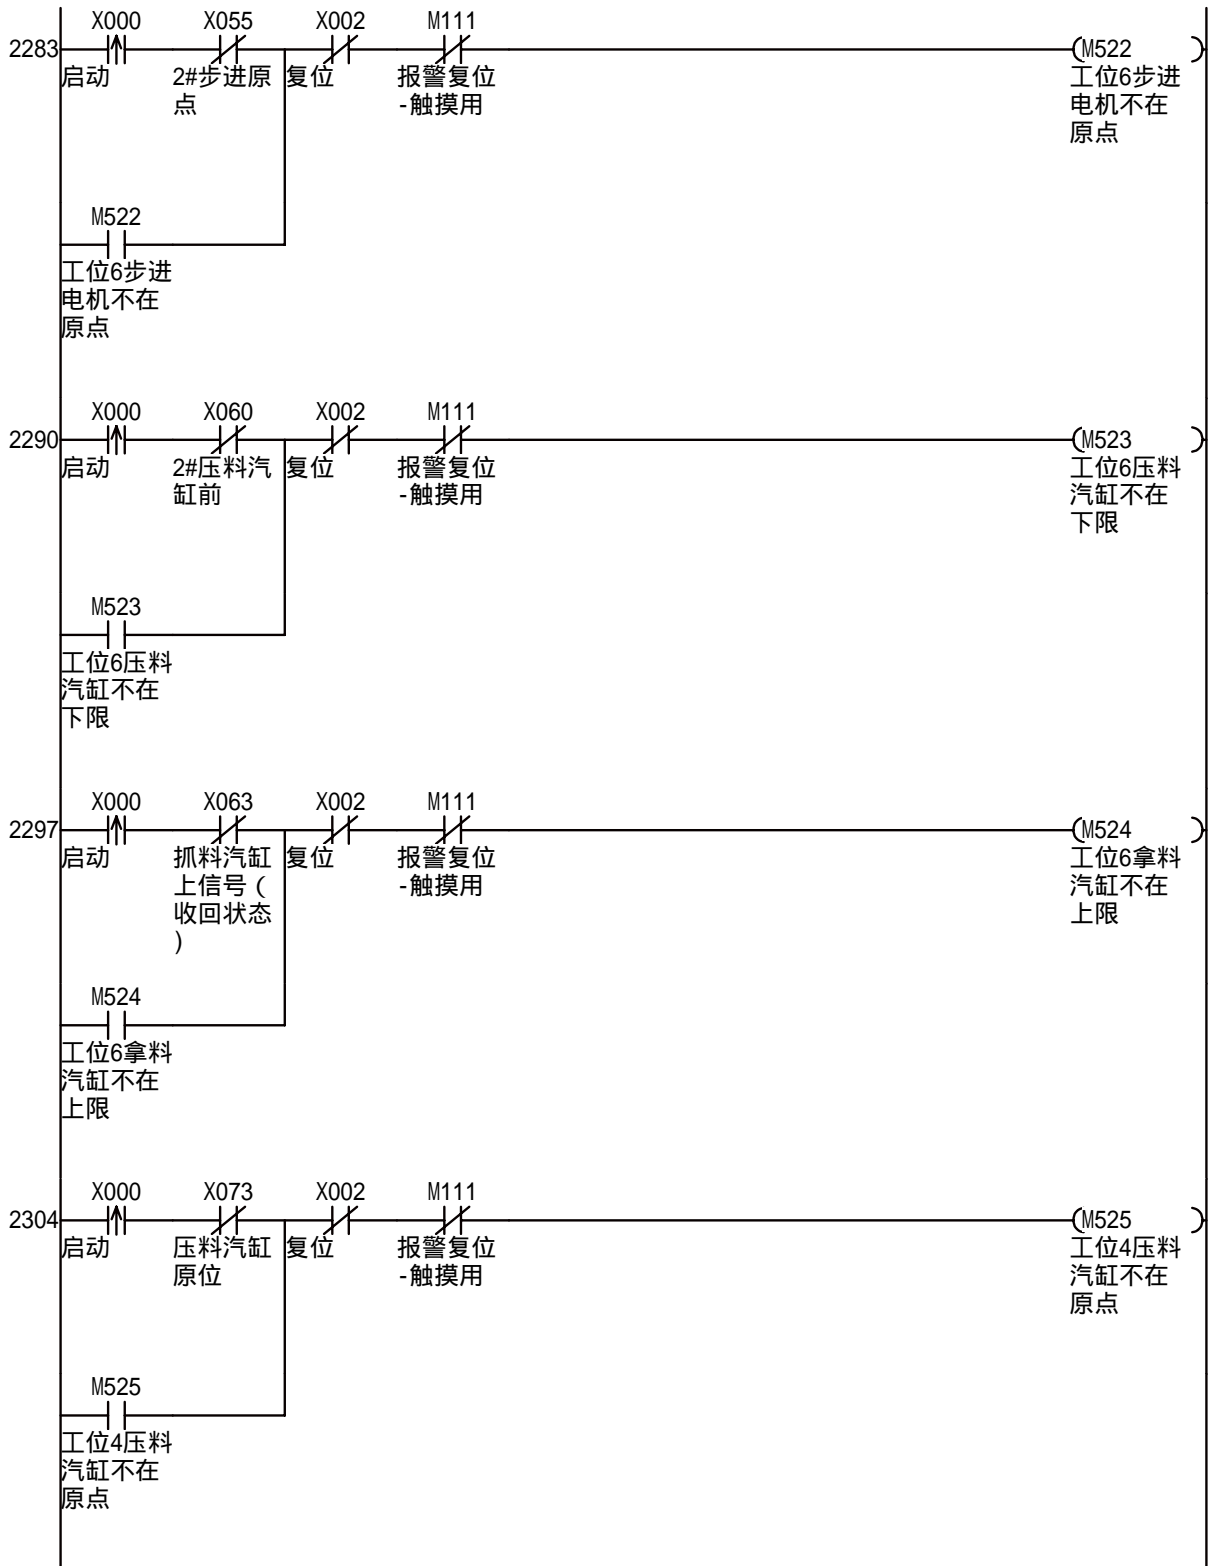 X000 X055 X002 M111
2283 (M522 )
启动 2#步进原 复位 报警复位 工位6步进
点 -触摸用 电机不在
原点
M522
工位6步进
电机不在
原点
X000 X060 X002 M111
2290 (M523 )
启动 2#压料汽 复位 报警复位 工位6压料
缸前 -触摸用 汽缸不在
下限
M523
工位6压料
汽缸不在
下限
X000 X063 X002 M111
2297 (M524 )
启动 抓料汽缸 复位 报警复位 工位6拿料
上信号（ -触摸用 汽缸不在
收回状态 上限
）
M524
工位6拿料
汽缸不在
上限
X000 X073 X002 M111
2304 (M525 )
启动 压料汽缸 复位 报警复位 工位4压料
原位 -触摸用 汽缸不在
原点
M525
工位4压料
汽缸不在
原点